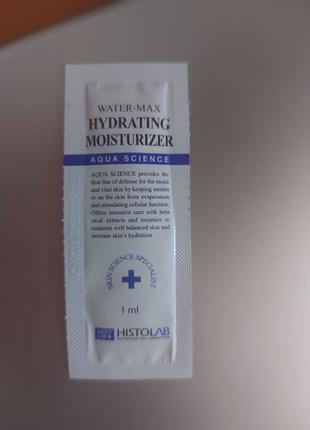 WATER-MAX
HYDRATING
MOISTURIZER
AQUA SCIENCE
AQUA SCIENCE provides the
first line of defense for the moist
and vital skin by keeping moistu
re on the skin from evaporation
and stimulating cellular function.
Offers intensive care with bota
nical extracts and moisture to
maintain well balanced skin and
increase skin's hydration.
SKIN SCIENCE SPECIALIST
1 ml
HISTOLAB